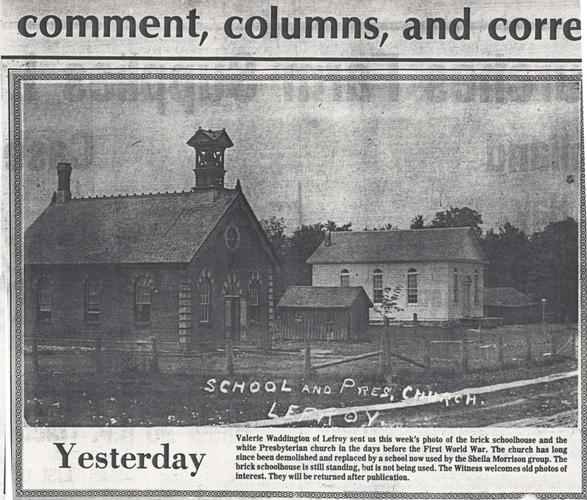 comment, columns, and corre
SCHOOL AND PRES. CHURCH.
LEFROY.
Yesterday
Valerie Waddington of Lefroy sent us this week's photo of the brick schoolhouse and the
white Presbyterian church in the days before the First World War. The church has long
since been demolished and replaced by a school now used by the Sheila Morrison group. The
brick schoolhouse is still standing, but is not being used. The Witness welcomes old photos of
interest. They will be returned after publication.